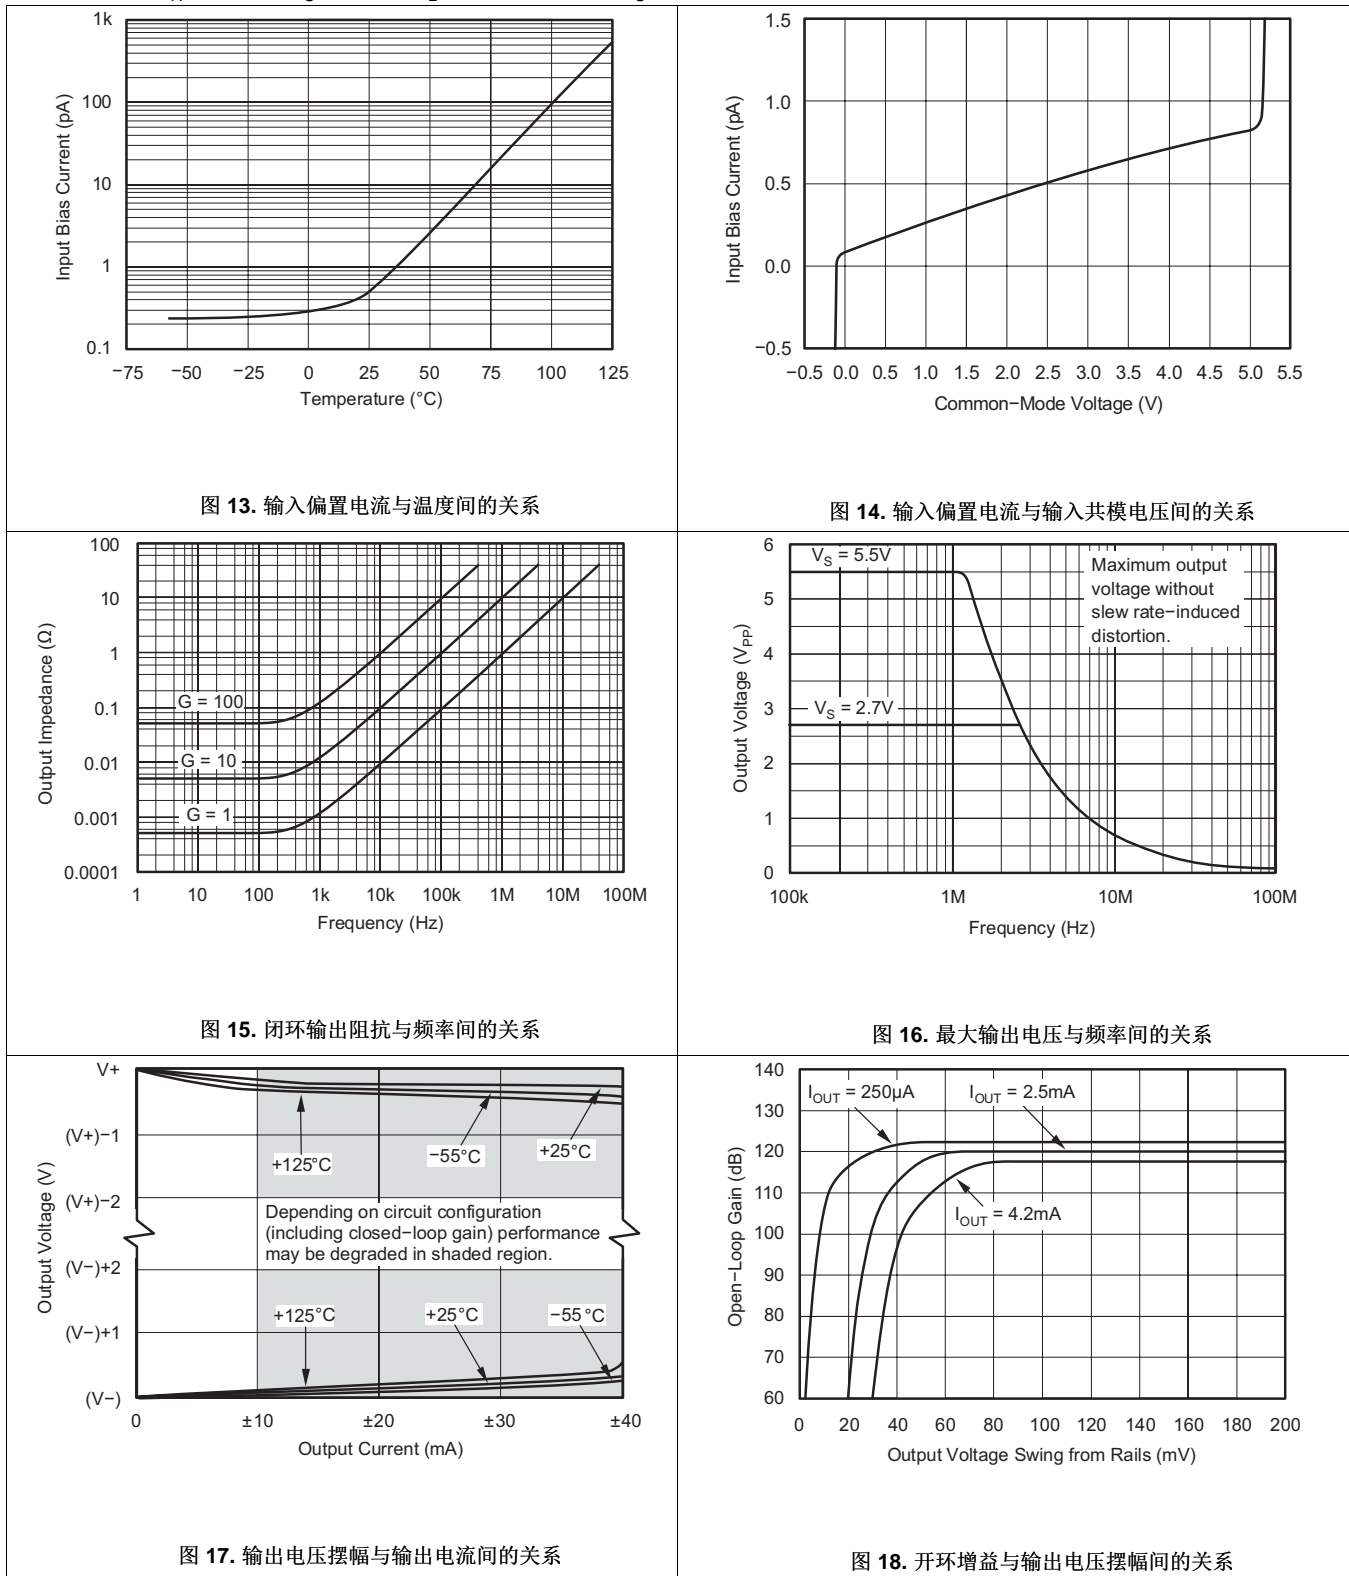 1k
100
10
1
0.1
Input Bias Current (pA)
−75 −50 −25 0 25 50 75 100 125
Temperature (°C)
图 13. 输入偏置电流与温度间的关系
1.5
1.0
0.5
0.0
−0.5
Input Bias Current (pA)
−0.5 0.0 0.5 1.0 1.5 2.0 2.5 3.0 3.5 4.0 4.5 5.0 5.5
Common−Mode Voltage (V)
图 14. 输入偏置电流与输入共模电压间的关系
100
10
1
0.1
0.01
0.001
0.0001
Output Impedance (Ω)
G = 100
G = 10
G = 1
1 10 100 1k 10k 100k 1M 10M 100M
Frequency (Hz)
图 15. 闭环输出阻抗与频率间的关系
6
5
4
3
2
1
0
Output Voltage (VPP)
VS = 5.5V
VS = 2.7V
Maximum output
voltage without
slew rate−induced
distortion.
100k 1M 10M 100M
Frequency (Hz)
图 16. 最大输出电压与频率间的关系
V+
(V+)−1
(V+)−2
(V−)+2
(V−)+1
(V−)
Output Voltage (V)
+125°C
−55°C
+25°C
Depending on circuit configuration
(including closed−loop gain) performance
may be degraded in shaded region.
+125°C
+25°C
−55°C
0 ±10 ±20 ±30 ±40
Output Current (mA)
图 17. 输出电压摆幅与输出电流间的关系
140
130
120
110
100
90
80
70
60
Open−Loop Gain (dB)
IOUT = 250μA
IOUT = 2.5mA
IOUT = 4.2mA
0 20 40 60 80 100 120 140 160 180 200
Output Voltage Swing from Rails (mV)
图 18. 开环增益与输出电压摆幅间的关系